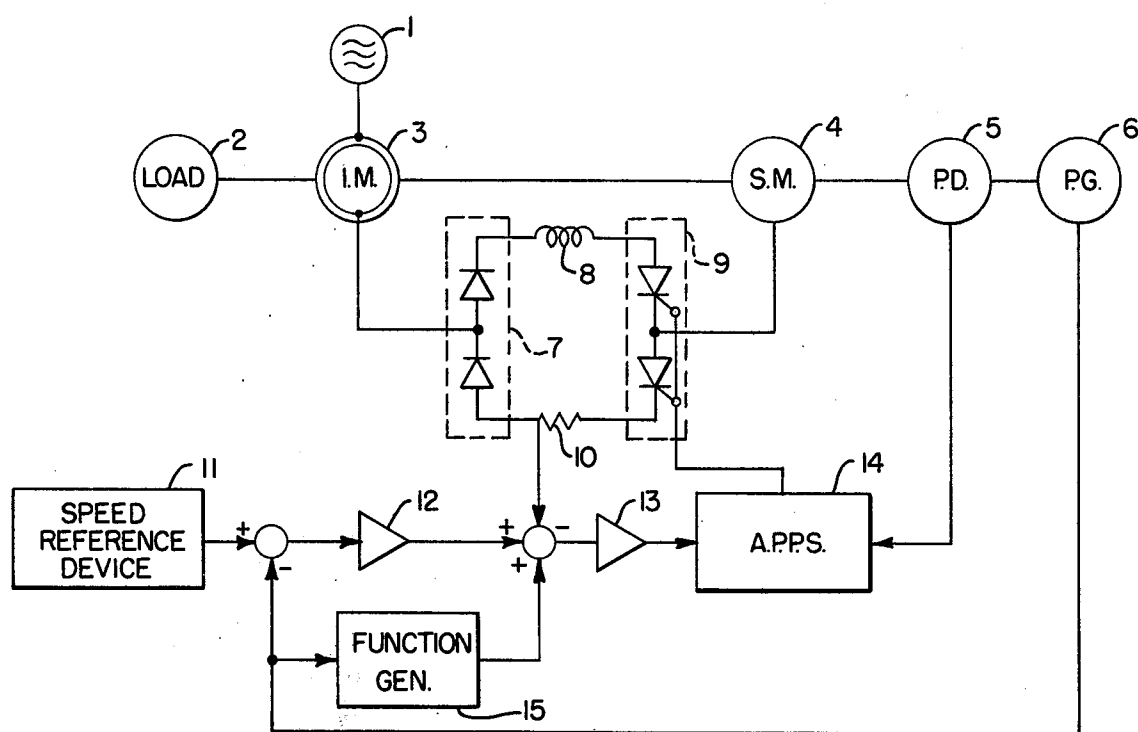 1
2
3
4
5
6
LOAD
I.M.
S.M.
P.D.
P.G.
8
9
7
10
11
12
13
14
SPEED
REFERENCE
DEVICE
+
-
+
-
+
A.P.P.S.
FUNCTION
GEN.
15